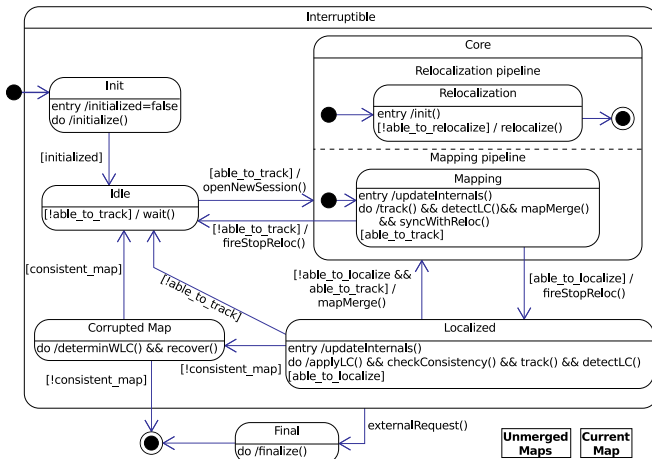 Interruptible
Core
Relocalization pipeline
Init
entry /initialized=false
do /initialize()
Relocalization
entry /init()
[!able_to_relocalize] / relocalize()
[initialized]
[able_to_track] /
openNewSession()
Mapping pipeline
Mapping
entry /updateInternals()
do /track() && detectLC()&& mapMerge()
&& syncWithReloc()
[able_to_track]
Idle
[!able_to_track] / wait()
[!able_to_track] /
fireStopReloc()
[consistent_map]
[!able_to_track]
[!able_to_localize &&
able_to_track] /
mapMerge()
[able_to_localize] /
fireStopReloc()
Corrupted Map
do /determinWLC() && recover()
Localized
entry /updateInternals()
do /applyLC() && checkConsistency() && track() && detectLC()
[able_to_localize]
[!consistent_map]
[!consistent_map]
externalRequest()
Final
do /finalize()
Unmerged
Maps
Current
Map